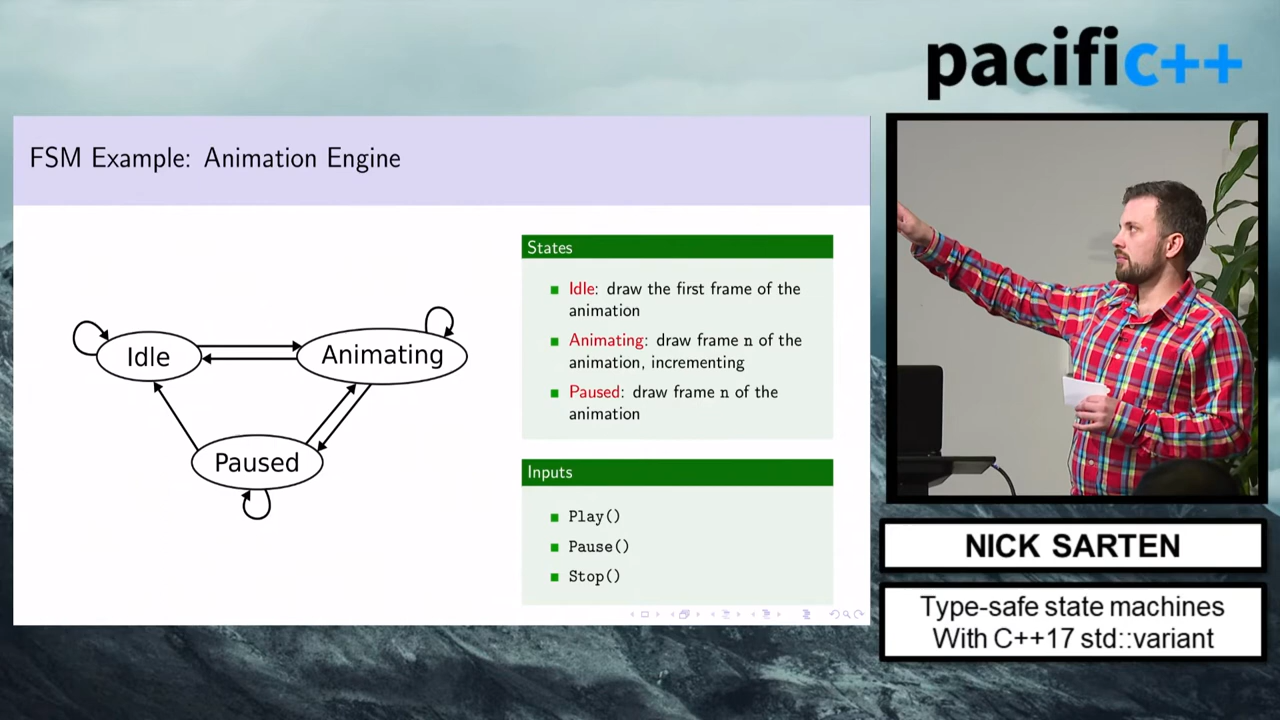 pacific++
FSM Example: Animation Engine
Idle
Animating
Paused
States
Idle: draw the first frame of the
animation
Animating: draw frame n of the
animation, incrementing
Paused: draw frame n of the
animation
Inputs
Play()
Pause()
Stop()
NICK SARTEN
Type-safe state machines
With C++17 std::variant